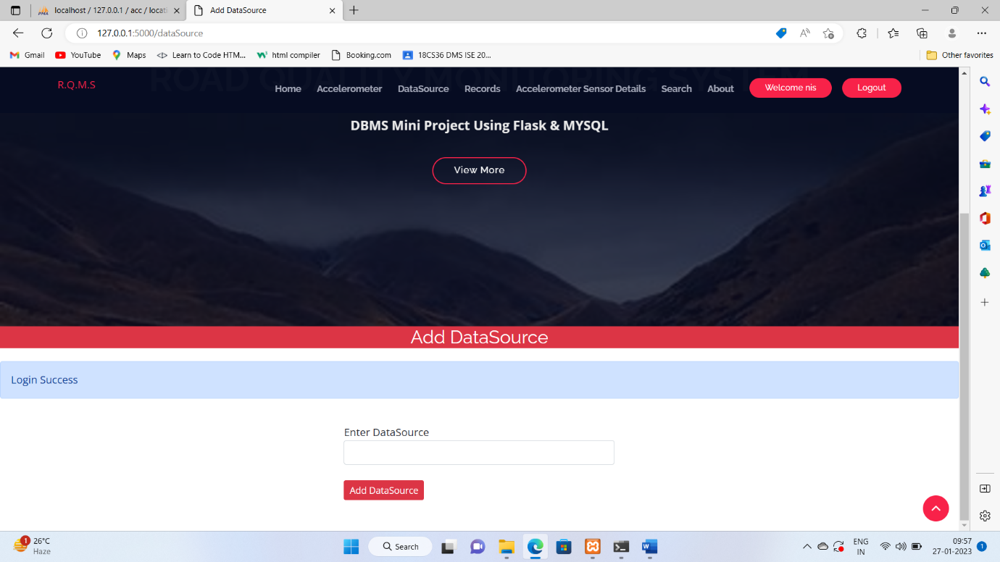 localhost / 127.0.0.1 / acc / locati
Add DataSource
127.0.0.1:5000/dataSource
Gmail
YouTube
Maps
Learn to Code HTM...
html compiler
Booking.com
18CS36 DMS ISE 20...
Other favorites
ROAD QUALITY MONITORING SYSTEM
R.Q.M.S
Home
Accelerometer
DataSource
Records
Accelerometer Sensor Details
Search
About
Welcome nis
Logout
DBMS Mini Project Using Flask & MYSQL
View More
Add DataSource
Login Success
Enter DataSource
Add DataSource
1
26°C
Haze
Search
ENG
IN
09:57
27-01-2023
1